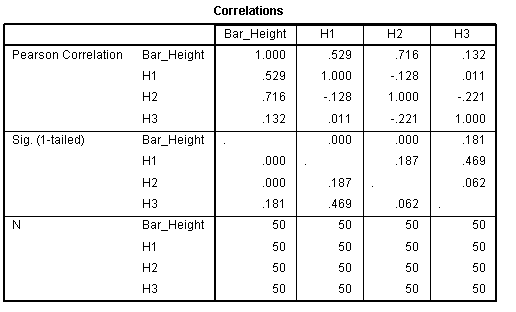 Correlations
Bar_Height H1 H2 H3
Pearson Correlation Bar_Height 1.000 .529 .716 .132
H1 .529 1.000 -.128 .011
H2 .716 -.128 1.000 -.221
H3 .132 .011 -.221 1.000
Sig. (1-tailed) Bar_Height . .000 .000 .181
H1 .000 . .187 .469
H2 .000 .187 . .062
H3 .181 .469 .062 .
N Bar_Height 50 50 50 50
H1 50 50 50 50
H2 50 50 50 50
H3 50 50 50 50